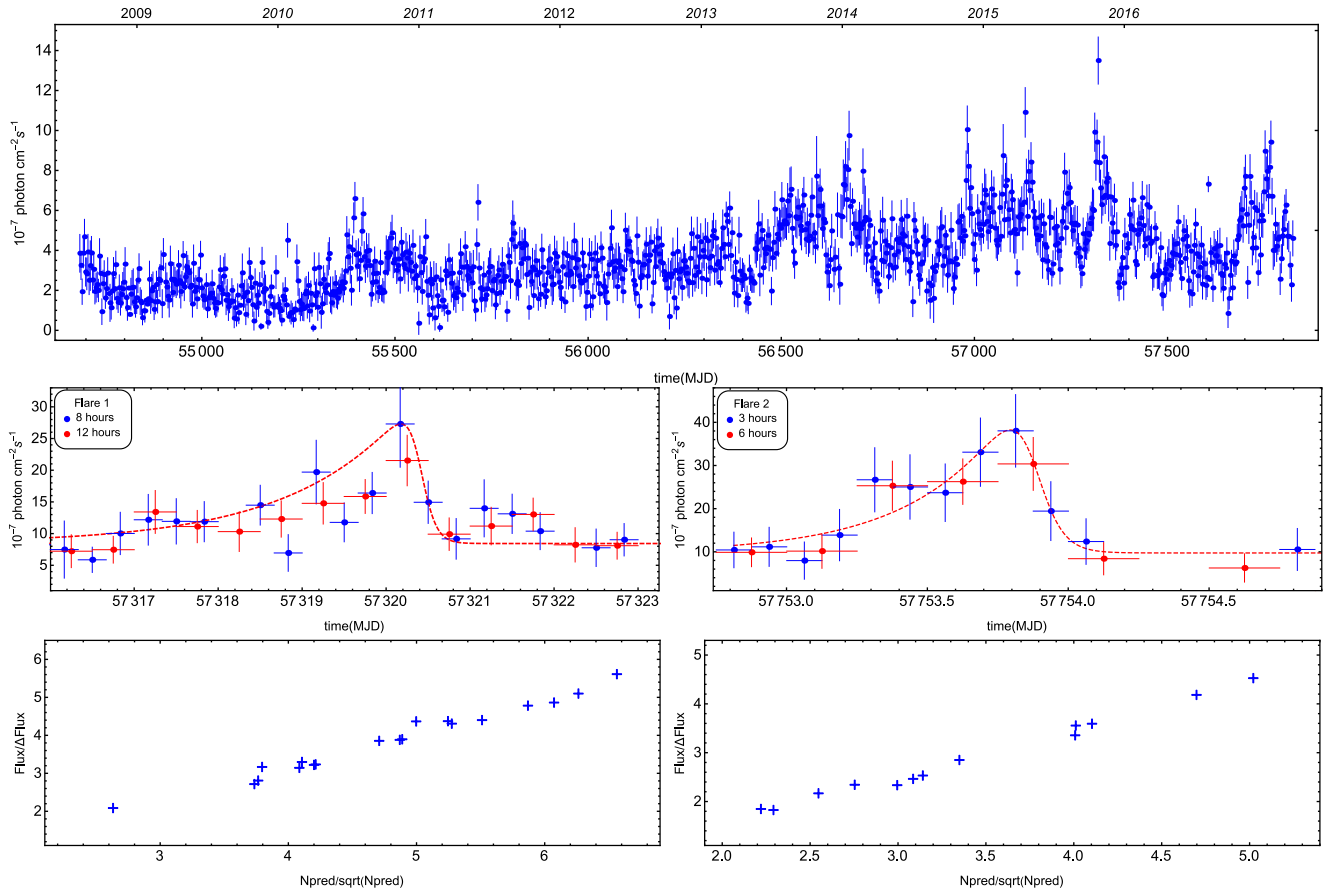 2009 2010 2011 2012 2013 2014 2015 2016
14
12
10
8
6
4
2
0
10⁻⁷ photon cm⁻²s⁻¹
55000 55500 56000 56500 57000 57500
time(MJD)
Flare 1
8 hours
12 hours
30
25
20
15
10
5
10⁻⁷ photon cm⁻²s⁻¹
57317 57318 57319 57320 57321 57322 57323
time(MJD)
Flare 2
3 hours
6 hours
40
30
20
10
0
10⁻⁷ photon cm⁻²s⁻¹
57753.0 57753.5 57754.0 57754.5
time(MJD)
6
5
4
3
2
Flux/ΔFlux
3 4 5 6
Npred/sqrt(Npred)
5
4
3
2
Flux/ΔFlux
2.0 2.5 3.0 3.5 4.0 4.5 5.0
Npred/sqrt(Npred)